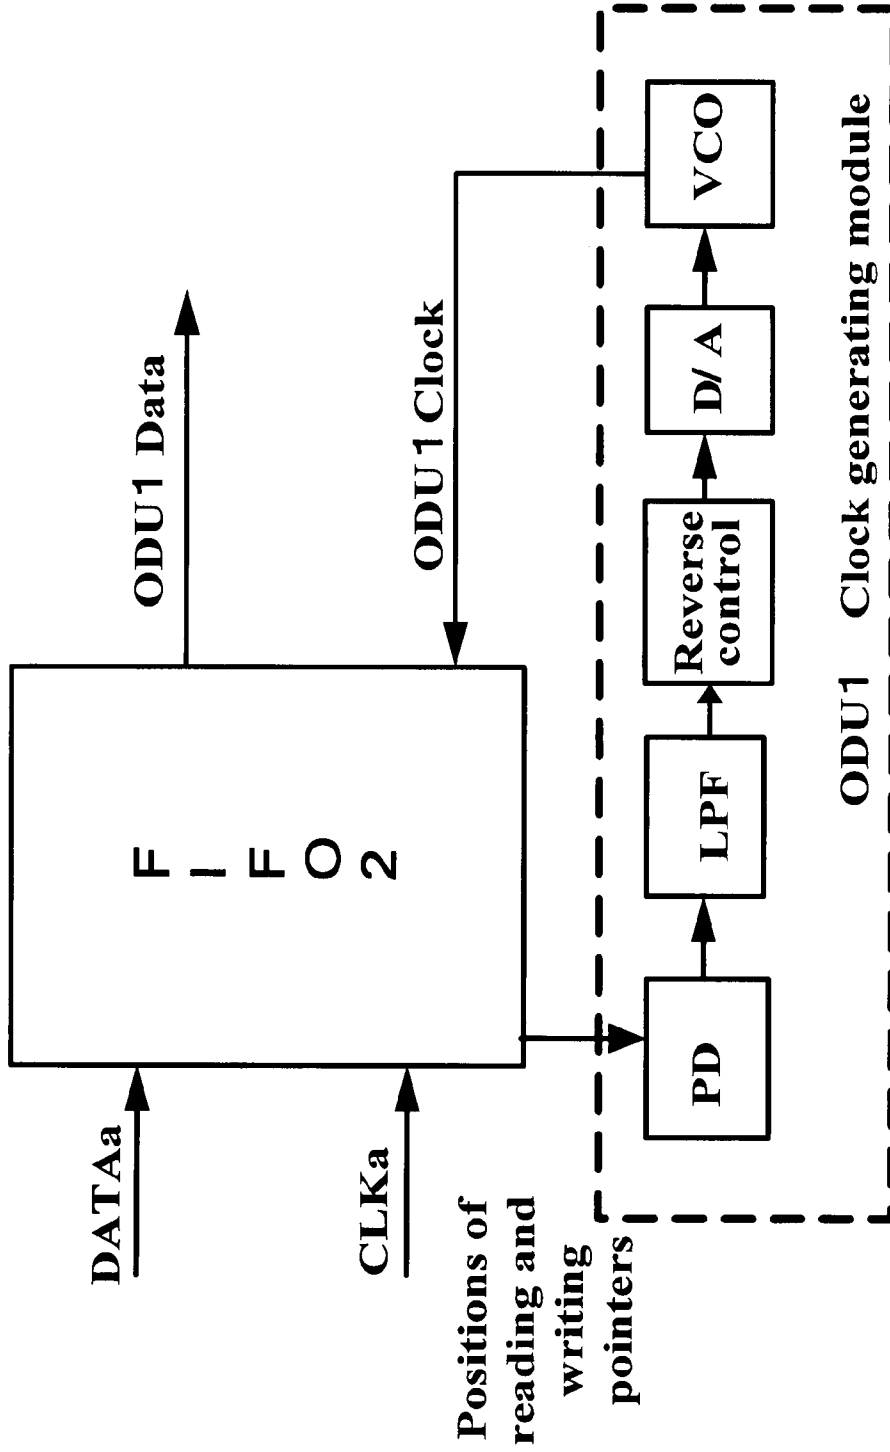 DATAa
CLKa
FIFO2
ODU1 Data
ODU1 Clock
Positions of
reading and
writing
pointers
PD
LPF
Reverse
control
D/A
VCO
ODU1 Clock generating module